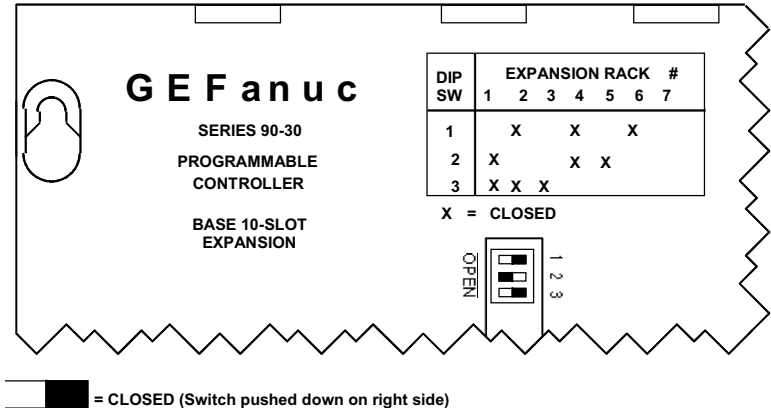 GEFanuc
SERIES 90-30
PROGRAMMABLE
CONTROLLER
BASE 10-SLOT
EXPANSION
DIP SW EXPANSION RACK #
1 2 3 4 5 6 7
1 X X X
2 X X X
3 X X X
X = CLOSED
OPEN
1
2
3
= CLOSED (Switch pushed down on right side)